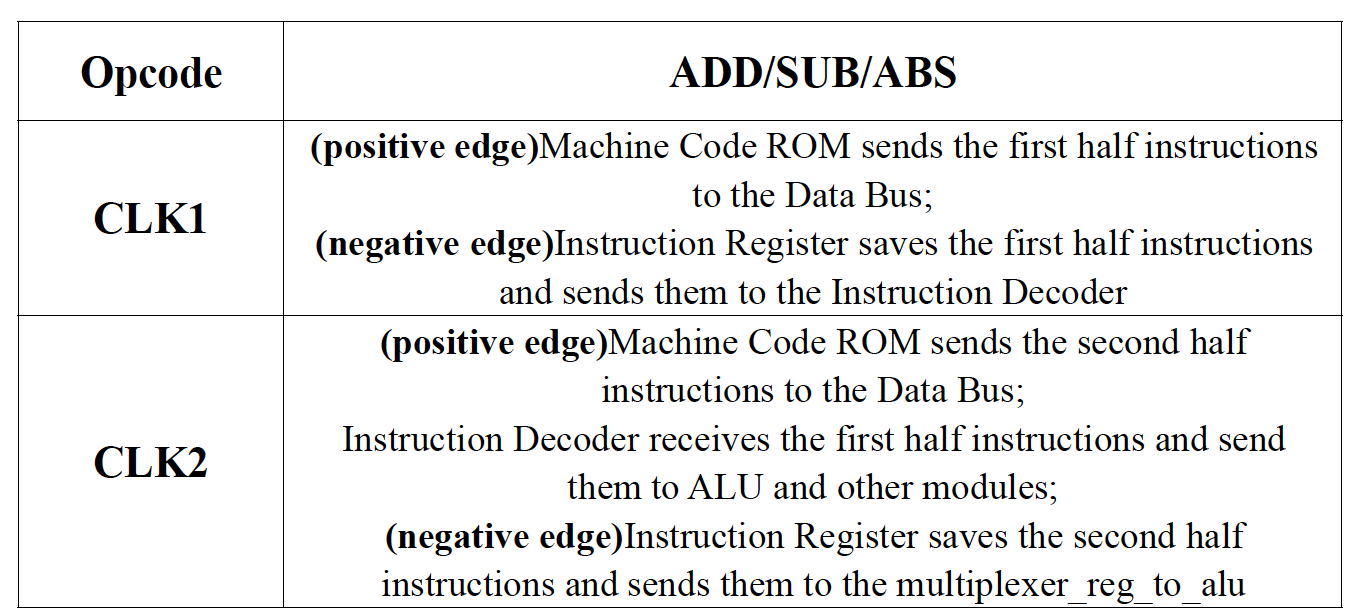 Opcode
ADD/SUB/ABS
CLK1
(positive edge)Machine Code ROM sends the first half instructions
to the Data Bus;
(negative edge)Instruction Register saves the first half instructions
and sends them to the Instruction Decoder
CLK2
(positive edge)Machine Code ROM sends the second half
instructions to the Data Bus;
Instruction Decoder receives the first half instructions and send
them to ALU and other modules;
(negative edge)Instruction Register saves the second half
instructions and sends them to the multiplexer_reg_to_alu